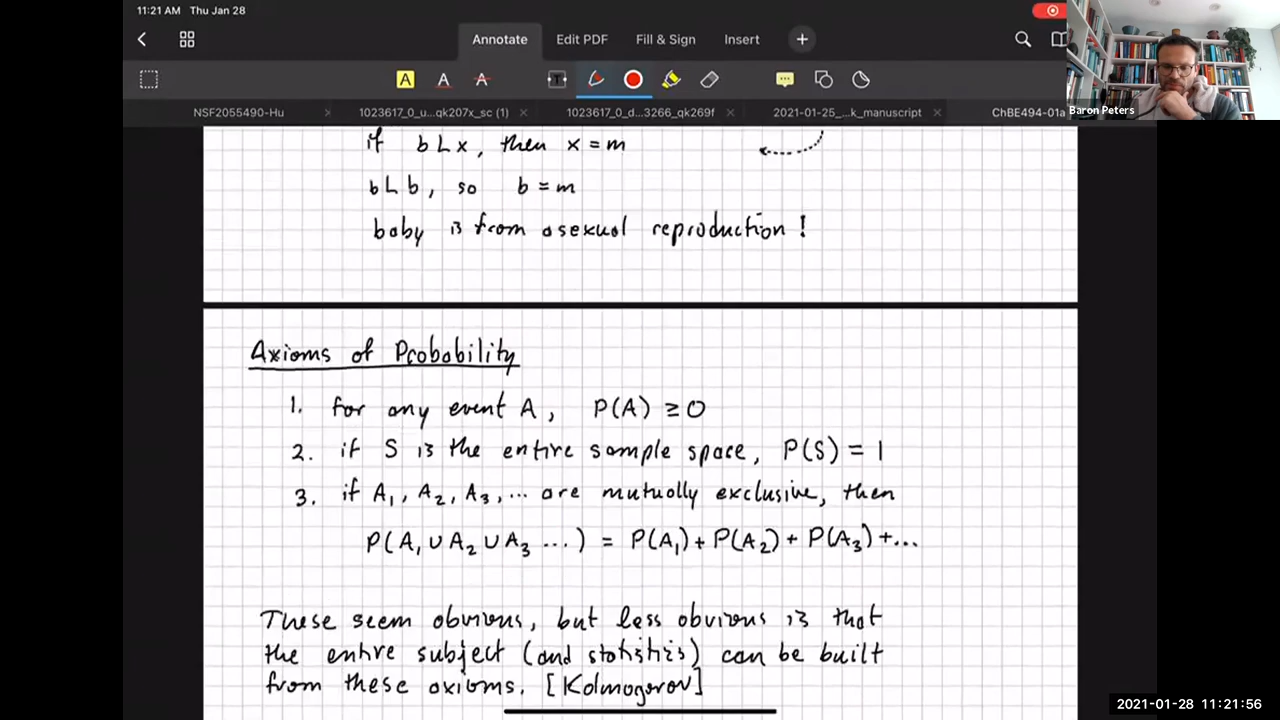 11:21 AM Thu Jan 28
Annotate
Edit PDF
Fill & Sign
Insert
Baron Peters
NSF2055490-Hu
1023617_0_u...qk207x_sc (1)
1023617_0_d...3266_qk269f
2021-01-25_...k_manuscript
ChBE494-01a
if bLx, then x = m
bLb, so b = m
baby is from asexual reproduction!
Axioms of Probability
1. for any event A, P(A) ≥ 0
2. if S is the entire sample space, P(S) = 1
3. if A₁, A₂, A₃, ... are mutually exclusive, then
P(A₁ ∪ A₂ ∪ A₃ ...) = P(A₁) + P(A₂) + P(A₃) + ...
These seem obvious, but less obvious is that
the entire subject (and statistics) can be built
from these axioms. [Kolmogorov]
2021-01-28 11:21:56